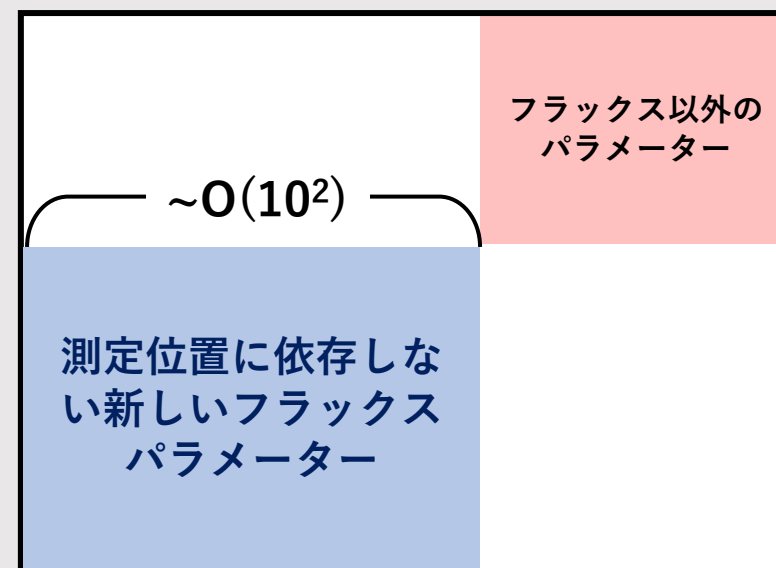 フラックス以外の
パラメーター
~O(10²)
測定位置に依存しな
い新しいフラックス
パラメーター